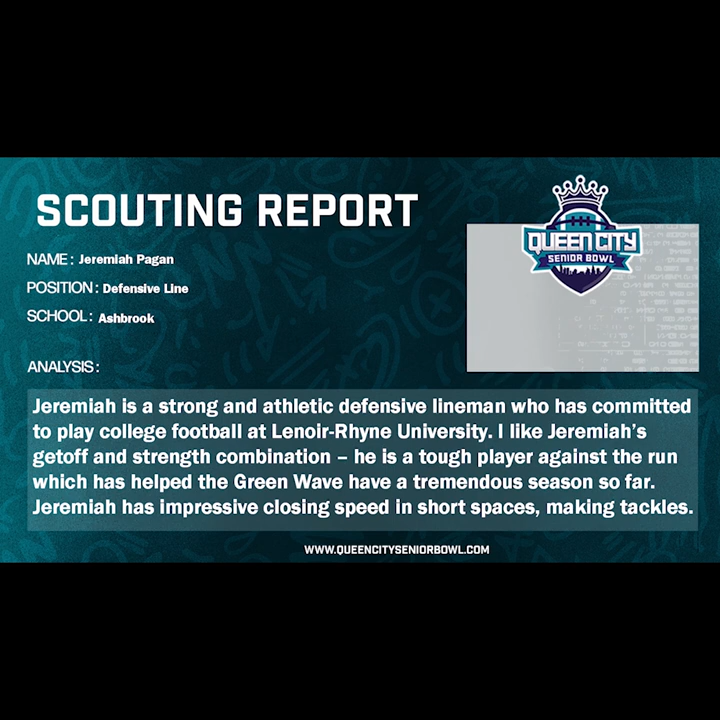 SCOUTING REPORT
QUEEN CITY
SENIOR BOWL
NAME: Jeremiah Pagan
POSITION: Defensive Line
SCHOOL: Ashbrook
ANALYSIS:
Jeremiah is a strong and athletic defensive lineman who has committed
to play college football at Lenoir-Rhyne University. I like Jeremiah’s
getoff and strength combination – he is a tough player against the run
which has helped the Green Wave have a tremendous season so far.
Jeremiah has impressive closing speed in short spaces, making tackles.
WWW.QUEENCITYSENIORBOWL.COM